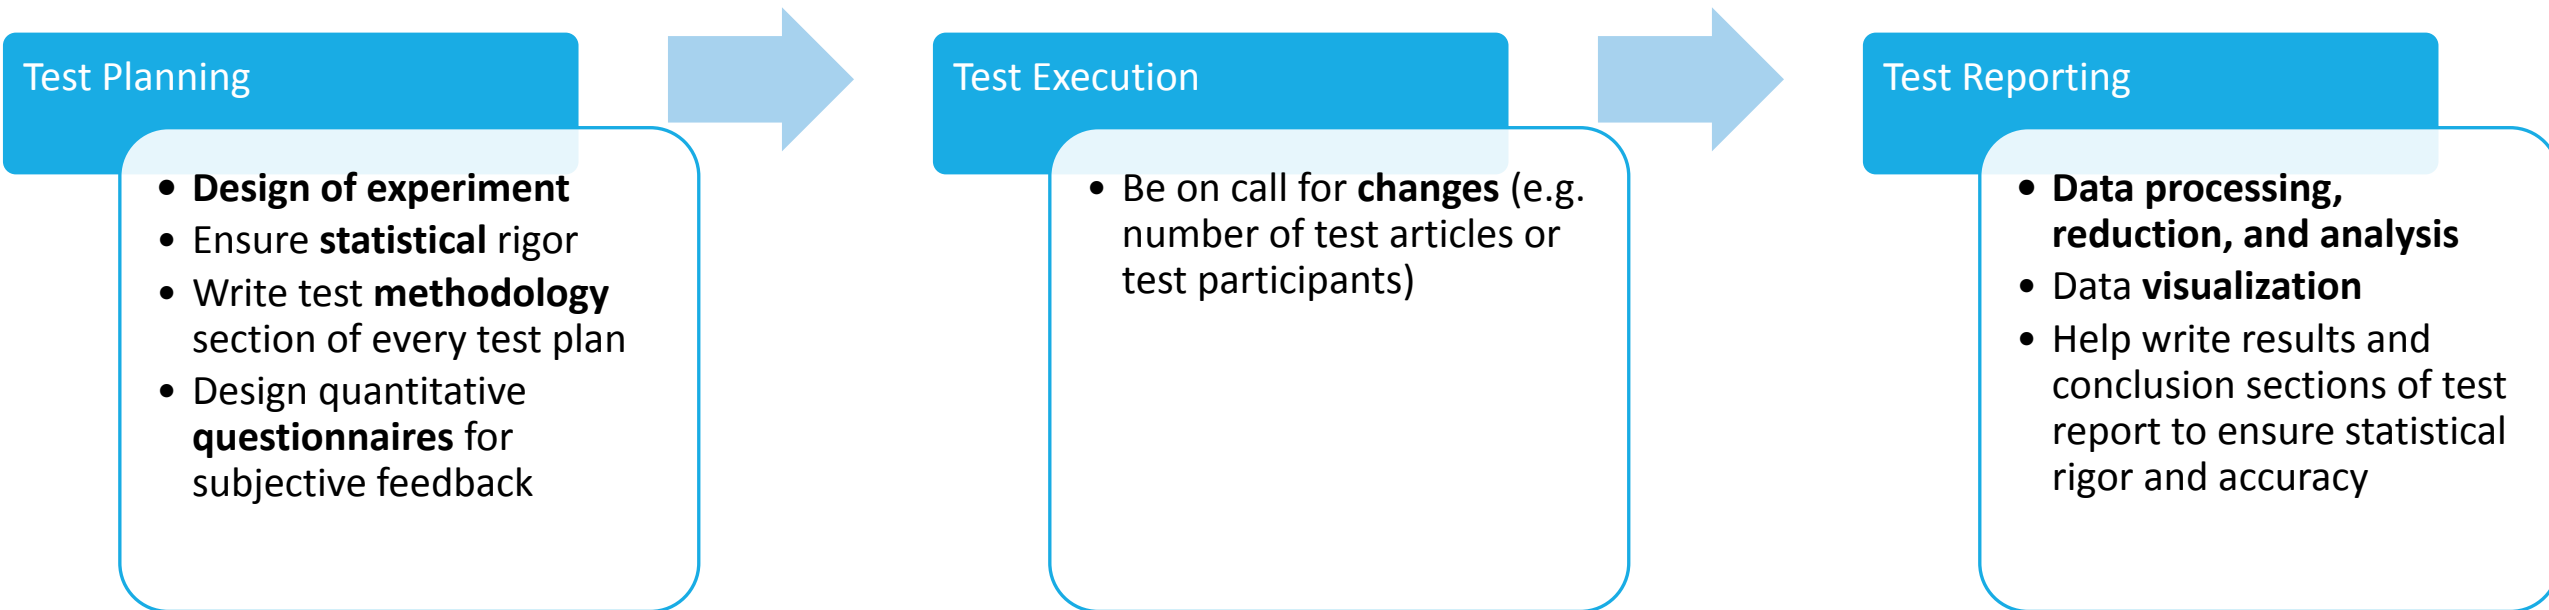 Test Planning
• Design of experiment
• Ensure statistical rigor
• Write test methodology
section of every test plan
• Design quantitative
questionnaires for
subjective feedback
Test Execution
• Be on call for changes (e.g.
number of test articles or
test participants)
Test Reporting
• Data processing,
reduction, and analysis
• Data visualization
• Help write results and
conclusion sections of test
report to ensure statistical
rigor and accuracy